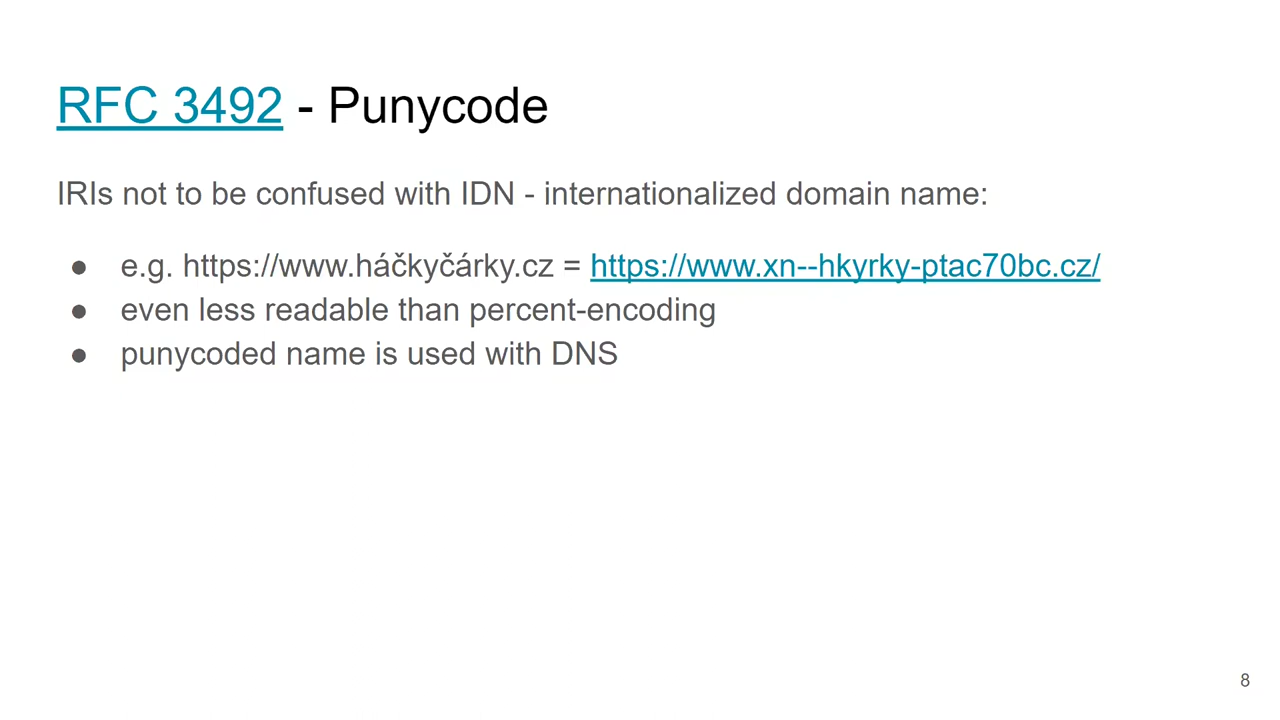 RFC 3492 - Punycode
IRIs not to be confused with IDN - internationalized domain name:
● e.g. https://www.háčkyčárky.cz = https://www.xn--hkyrky-ptac70bc.cz/
● even less readable than percent-encoding
● punycoded name is used with DNS
8